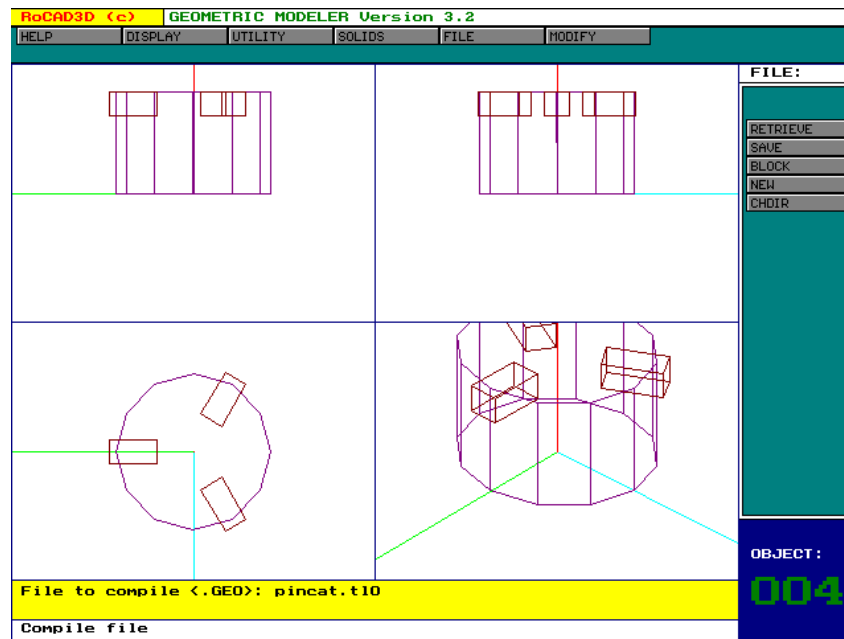 RoCAD3D (c) GEOMETRIC MODELER Version 3.2
HELP DISPLAY UTILITY SOLIDS FILE MODIFY
FILE:
RETRIEVE
SAVE
BLOCK
NEW
CHDIR
OBJECT:
004
File to compile <.GEO>: pincat.tl0
Compile file